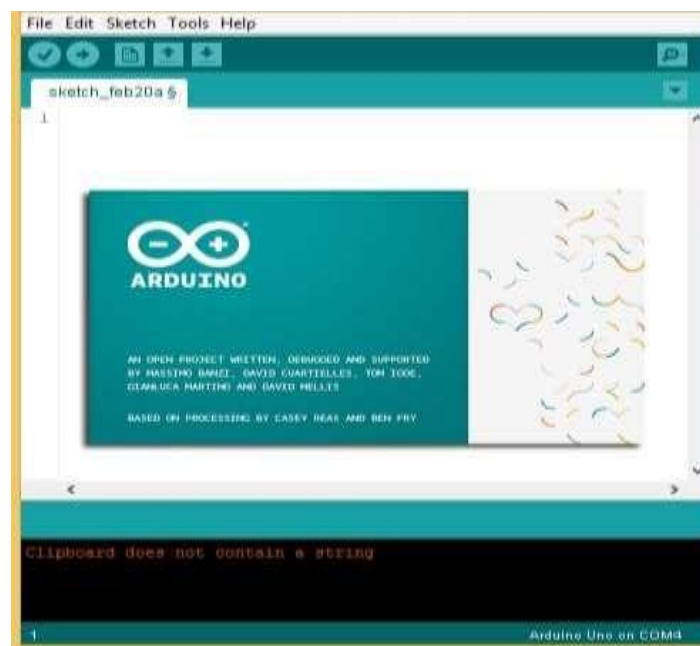 File Edit Sketch Tools Help
sketch_feb20a §
1
ARDUINO
AN OPEN PROJECT WRITTEN, DEBUGGED AND SUPPORTED
BY MASSIMO BANZI, DAVID CUARTIELLES, TOM IGOE,
GIANLUCA MARTINO AND DAVID MELLIS
BASED ON PROCESSING BY CASEY REAS AND BEN FRY
Clipboard does not contain a string
1 Arduino Uno on COM4